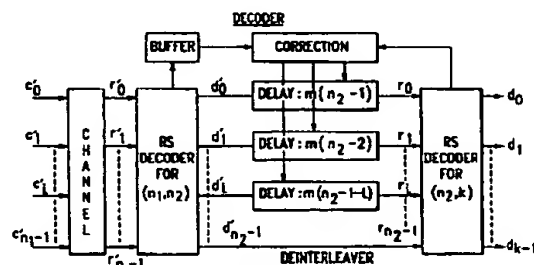 DECODER
BUFFER
CORRECTION
c'0 r'0 d'0 DELAY: m(n2-1) r0 d0
c'1 r'1 d'1 DELAY: m(n2-2) r1 d1
c'L d'L DELAY: m(n2-1-L) rL
c'n1-1 r'n1-1 d'n2-1 rn2-1 dk-1
CHANNEL
RS
DECODER
FOR
(n1,n2)
RS
DECODER
FOR
(n2,k)
DEINTERLEAVER